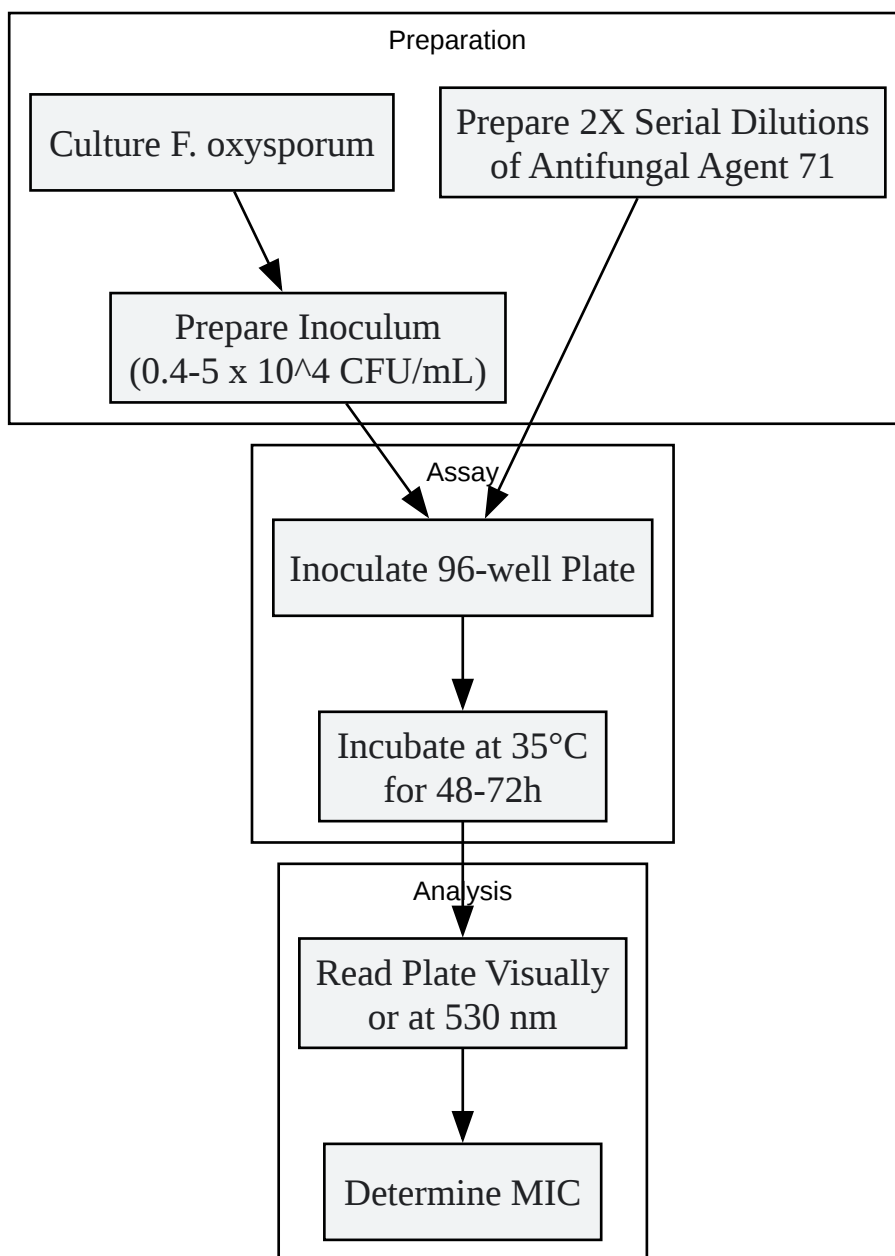 Preparation
Culture F. oxysporum
Prepare 2X Serial Dilutions
of Antifungal Agent 71
Prepare Inoculum
(0.4-5 x 10^4 CFU/mL)
Assay
Inoculate 96-well Plate
Incubate at 35°C
for 48-72h
Analysis
Read Plate Visually
or at 530 nm
Determine MIC